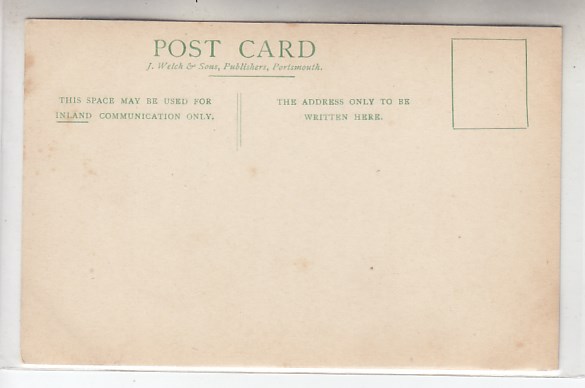 POST CARD
J. Welch & Sons, Publishers, Portsmouth.
THIS SPACE MAY BE USED FOR
INLAND COMMUNICATION ONLY.
THE ADDRESS ONLY TO BE
WRITTEN HERE.